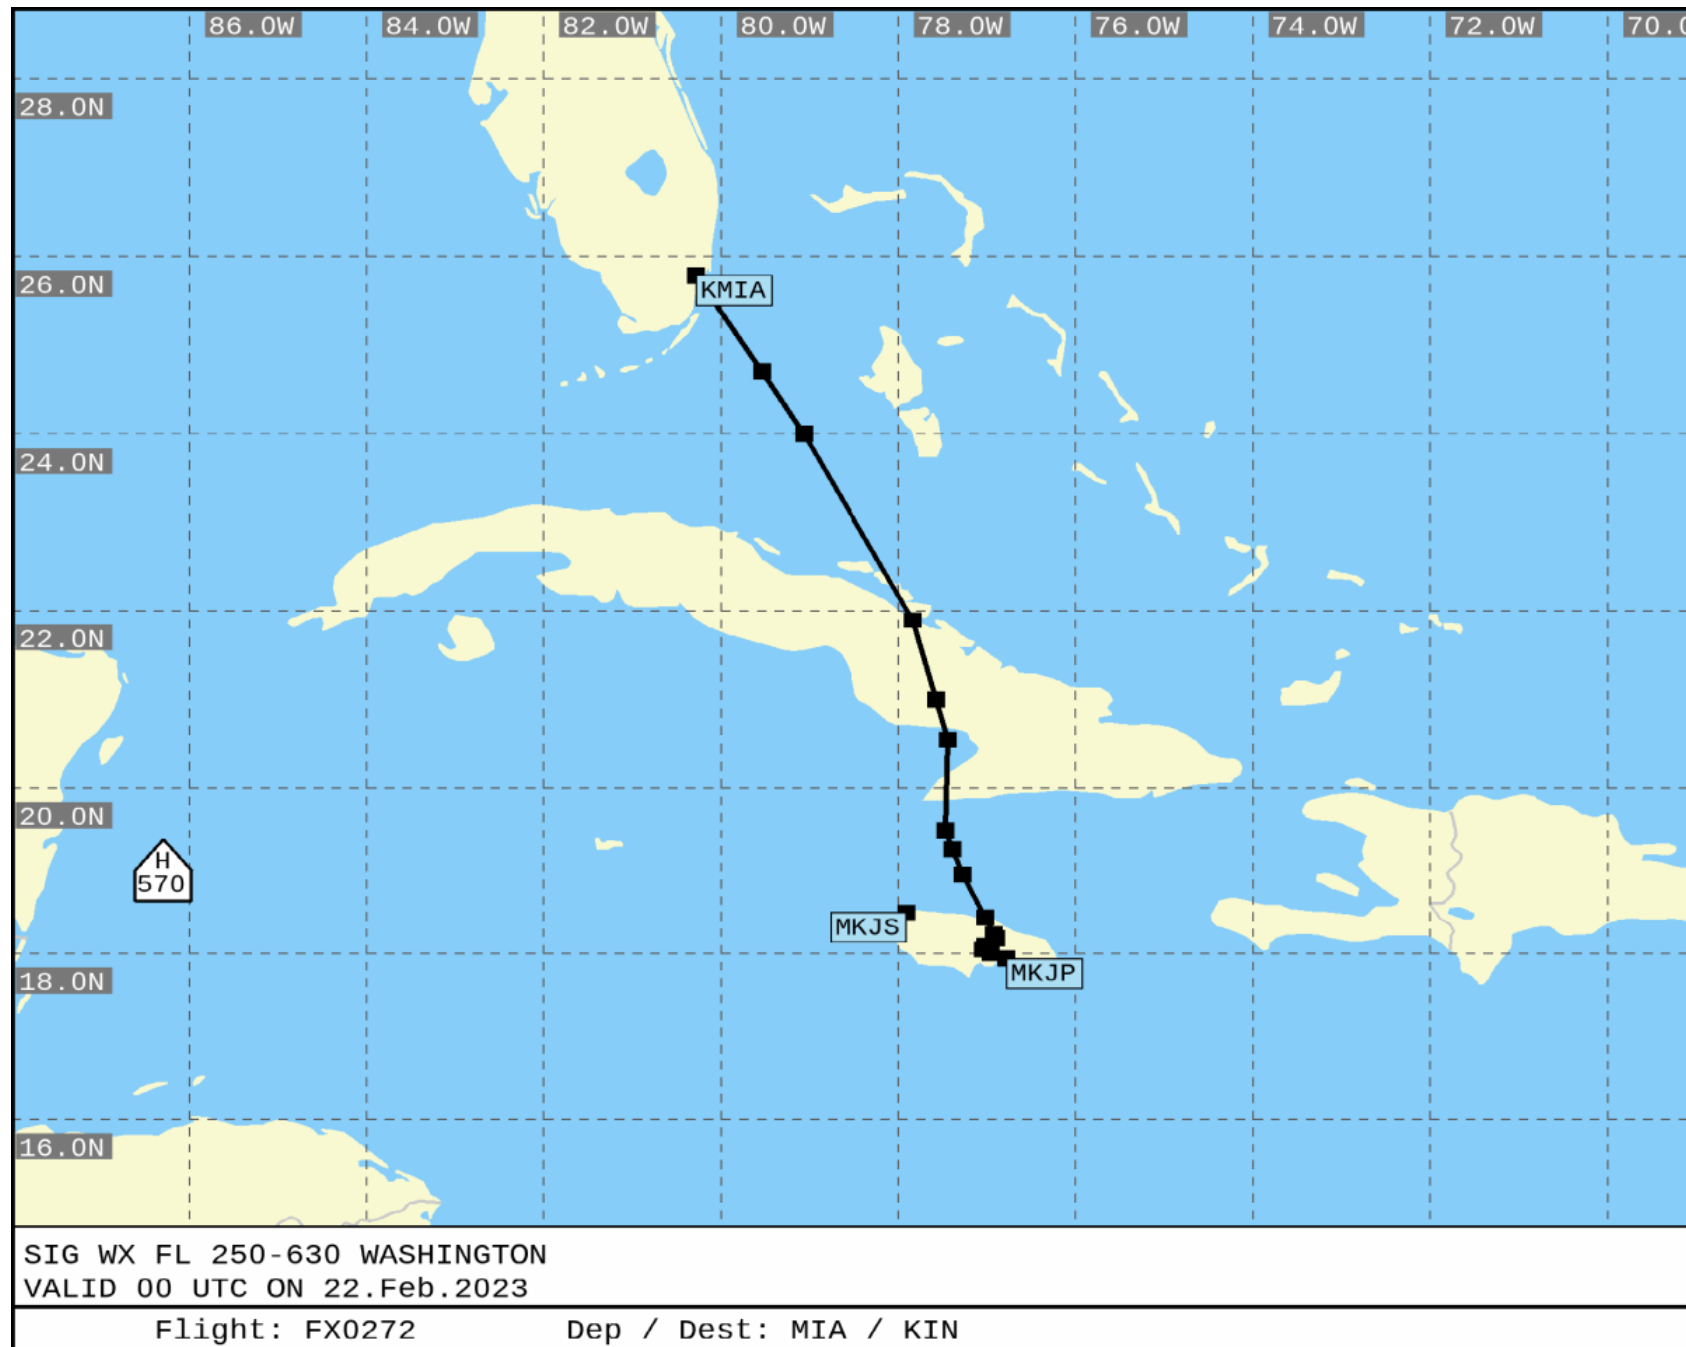 86.0W 84.0W 82.0W 80.0W 78.0W 76.0W 74.0W 72.0W 70.0
28.0N
26.0N
KMIA
24.0N
22.0N
20.0N
H
570
MKJS
MKJP
18.0N
16.0N
SIG WX FL 250-630 WASHINGTON
VALID 00 UTC ON 22.Feb.2023
Flight: FX0272 Dep / Dest: MIA / KIN